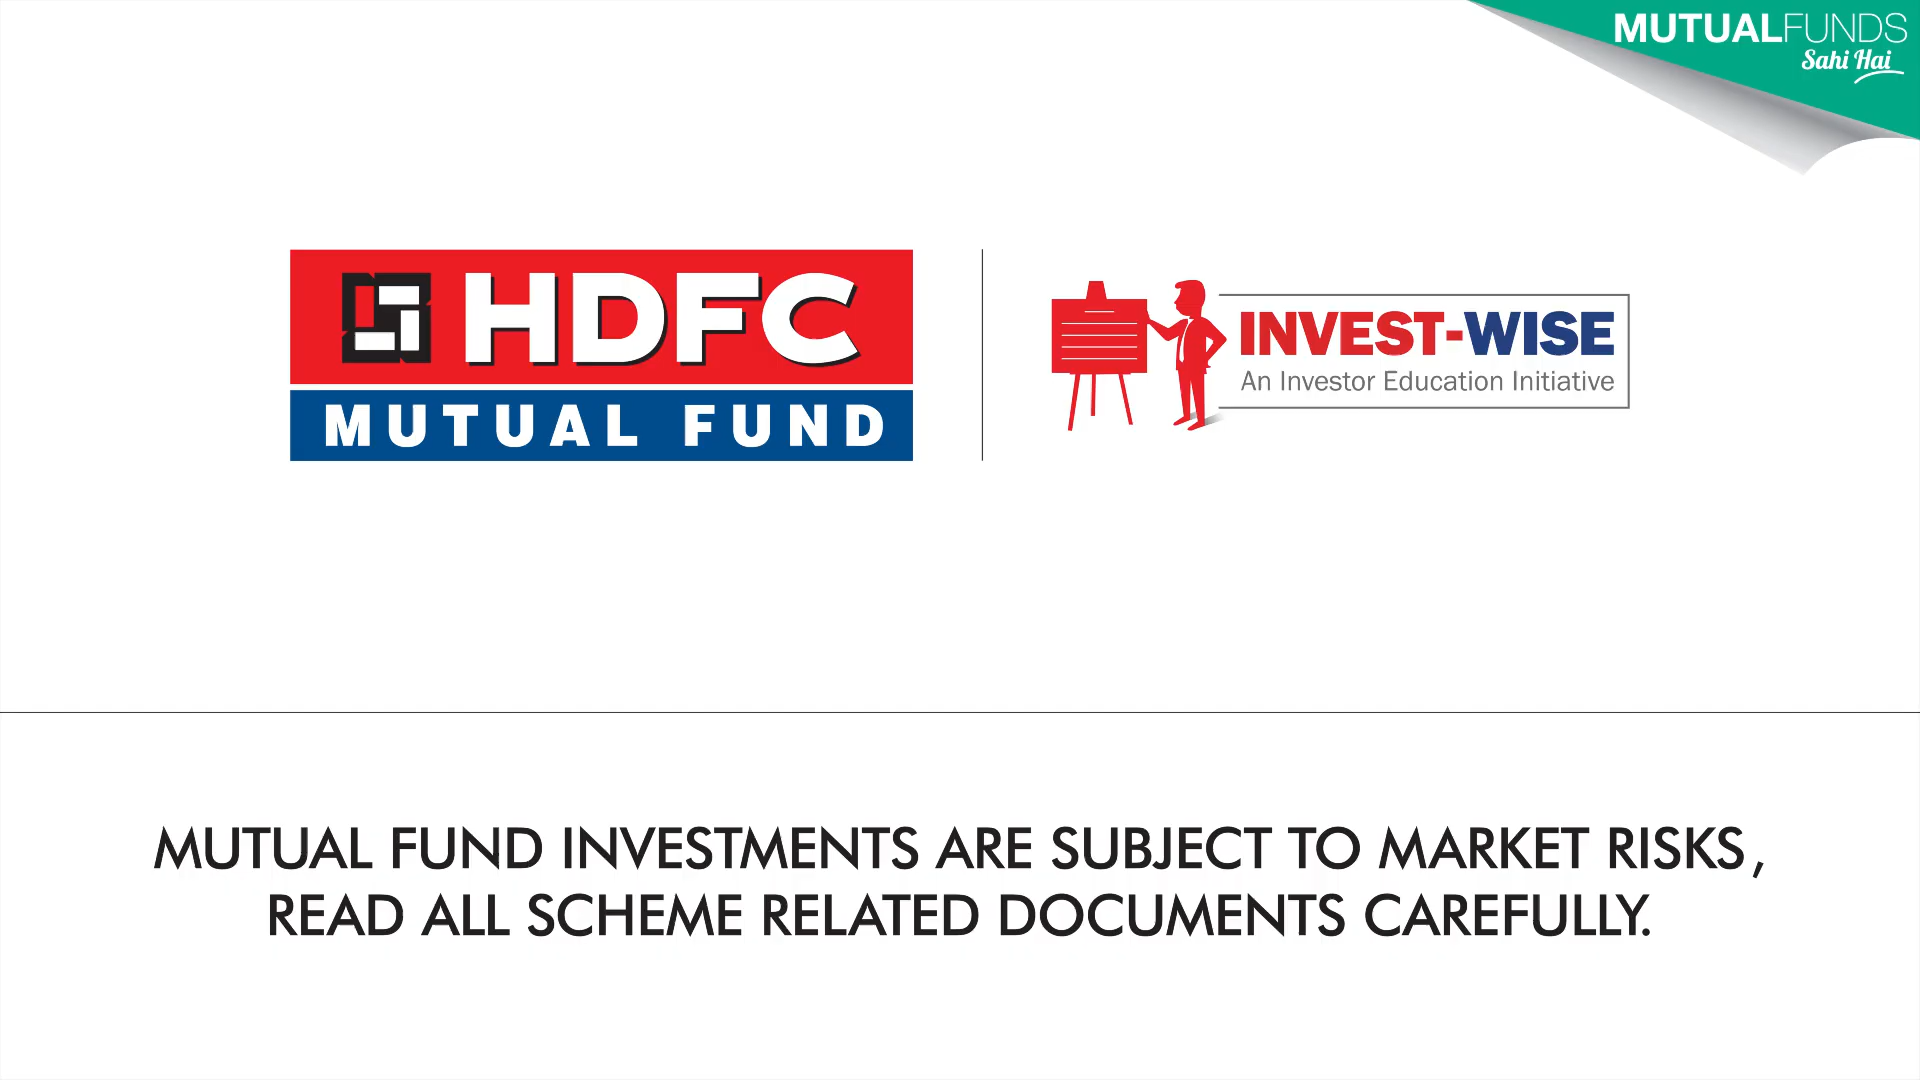 MUTUALFUNDS
Sahi Hai
HDFC
MUTUAL FUND
INVEST-WISE
An Investor Education Initiative
MUTUAL FUND INVESTMENTS ARE SUBJECT TO MARKET RISKS,
READ ALL SCHEME RELATED DOCUMENTS CAREFULLY.